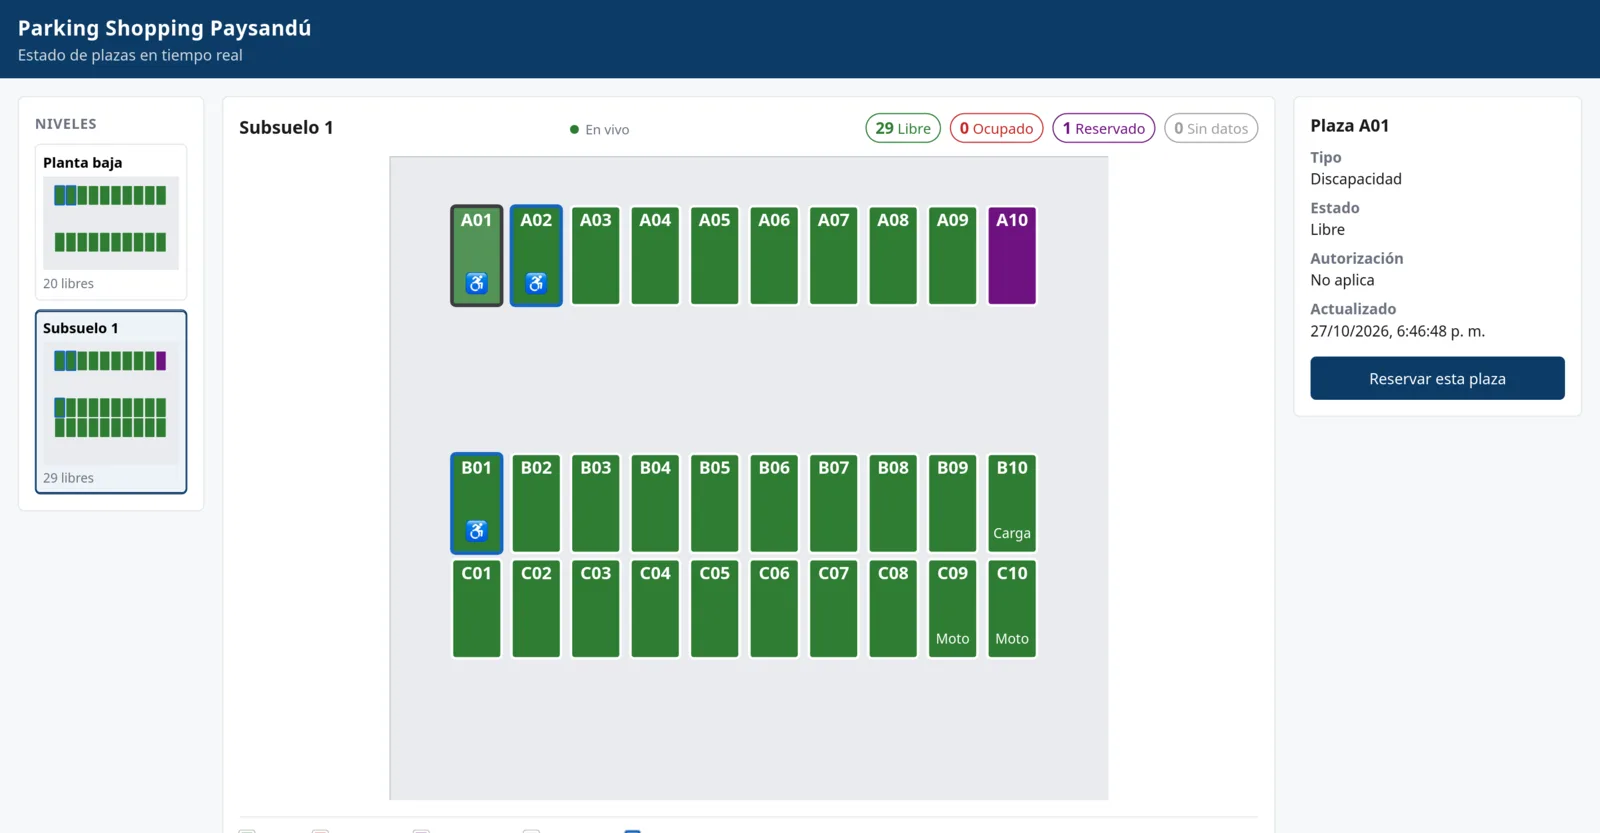 Parking Shopping Paysandú
Estado de plazas en tiempo real
NIVELES
Planta baja
20 libres
Subsuelo 1
29 libres
Subsuelo 1
En vivo
29 Libre
0 Ocupado
1 Reservado
0 Sin datos
A01 A02 A03 A04 A05 A06 A07 A08 A09 A10
B01 B02 B03 B04 B05 B06 B07 B08 B09 B10
Carga
C01 C02 C03 C04 C05 C06 C07 C08 C09 C10
Moto Moto
Plaza A01
Tipo
Discapacidad
Estado
Libre
Autorización
No aplica
Actualizado
27/10/2026, 6:46:48 p. m.
Reservar esta plaza